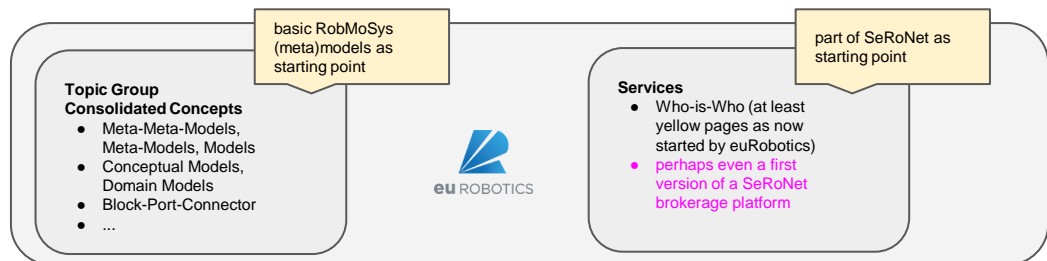 basic RobMoSys
(meta)models as
starting point
Topic Group
Consolidated Concepts
● Meta-Meta-Models,
Meta-Models, Models
● Conceptual Models,
Domain Models
● Block-Port-Connector
● ...
eu ROBOTICS
part of SeRoNet as
starting point
Services
● Who-is-Who (at least
yellow pages as now
started by euRobotics)
● perhaps even a first
version of a SeRoNet
brokerage platform